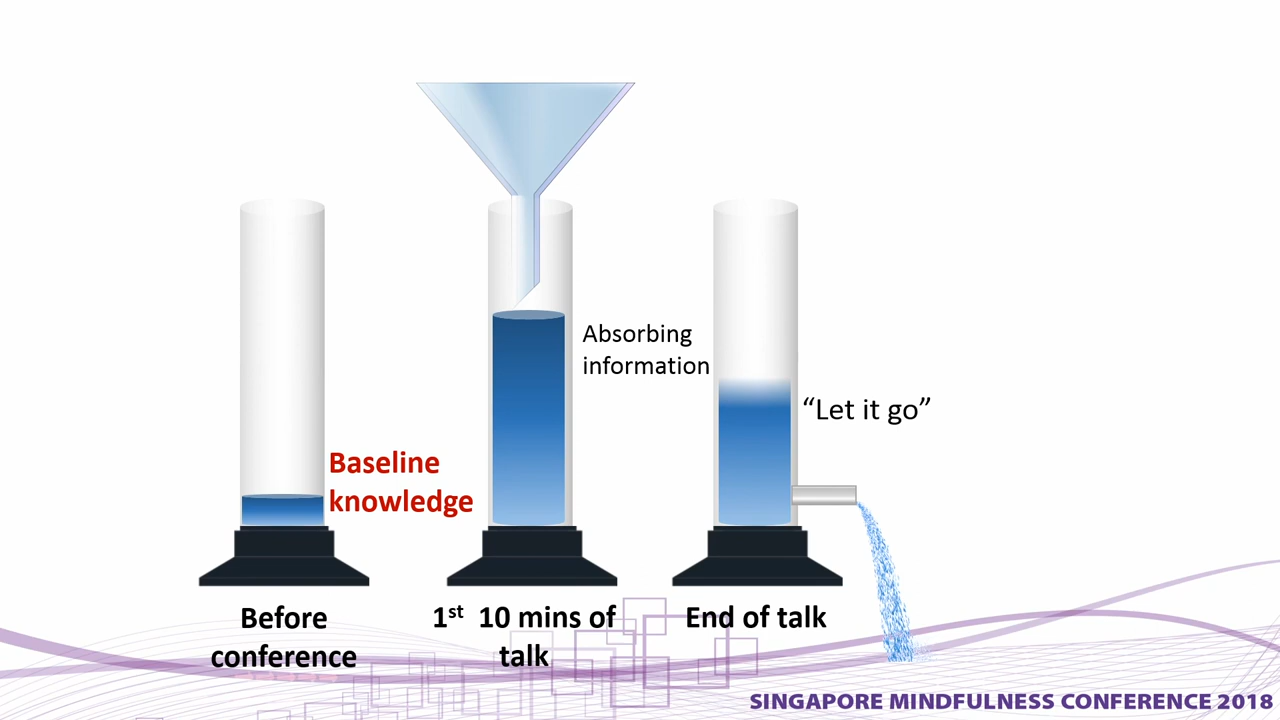 Absorbing
information
“Let it go”
Baseline
knowledge
Before
conference
1st 10 mins of
talk
End of talk
SINGAPORE MINDFULNESS CONFERENCE 2018